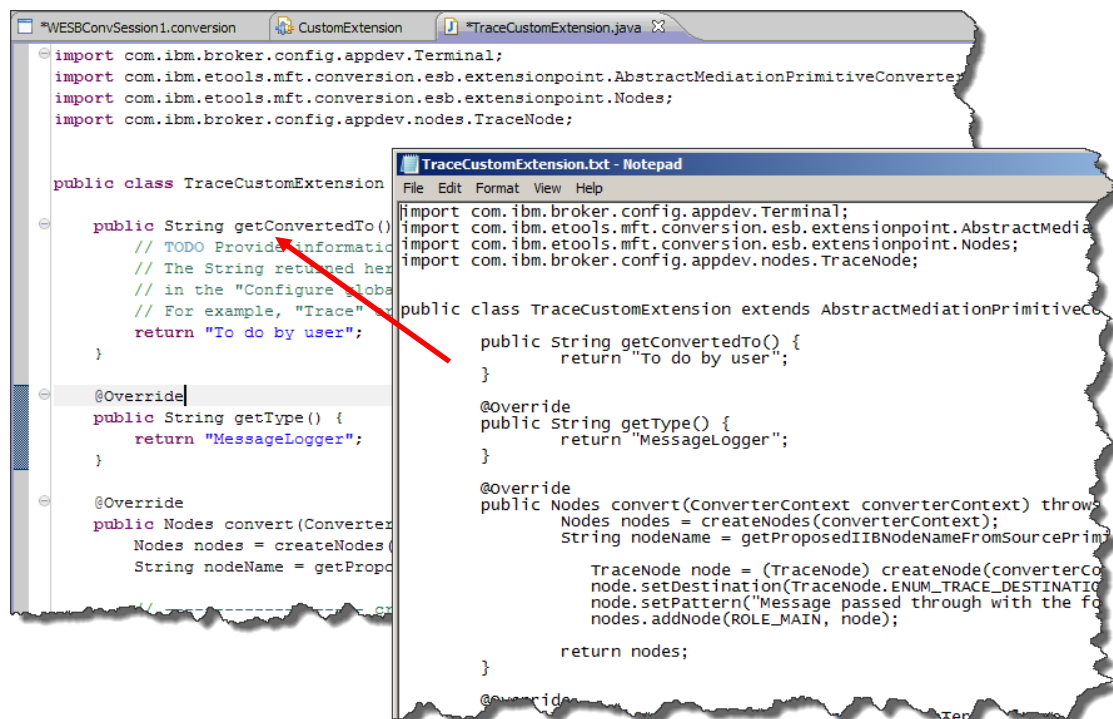 *WESBConvSession1.conversion CustomExtension *TraceCustomExtension.java
import com.ibm.broker.config.appdev.Terminal;
import com.ibm.etools.mft.conversion.esb.extensionpoint.AbstractMediationPrimitiveConverter
import com.ibm.etools.mft.conversion.esb.extensionpoint.Nodes;
import com.ibm.broker.config.appdev.nodes.TraceNode;
public class TraceCustomExtension
public String getConvertedTo()
// TODO Provide informatic
// The String returned her
// in the "Configure globa
// For example, "Trace" or
return "To do by user";
}
@Override
public String getType() {
return "MessageLogger";
}
@Override
public Nodes convert(Converter
Nodes nodes = createNodes(
String nodeName = getPropo
TraceCustomExtension.txt - Notepad
File Edit Format View Help
import com.ibm.broker.config.appdev.Terminal;
import com.ibm.etools.mft.conversion.esb.extensionpoint.AbstractMedia
import com.ibm.etools.mft.conversion.esb.extensionpoint.Nodes;
import com.ibm.broker.config.appdev.nodes.TraceNode;
public class TraceCustomExtension extends AbstractMediationPrimitiveCo
public String getConvertedTo() {
return "To do by user";
}
@Override
public String getType() {
return "MessageLogger";
}
@Override
public Nodes convert(ConverterContext converterContext) throws
Nodes nodes = createNodes(converterContext);
String nodeName = getProposedIIBNodeNameFromSourcePrimi
TraceNode node = (TraceNode) createNode(converterCo
node.setDestination(TraceNode.ENUM_TRACE_DESTINATIO
node.setPattern("Message passed through with the fo
nodes.addNode(ROLE_MAIN, node);
return nodes;
}
@Override